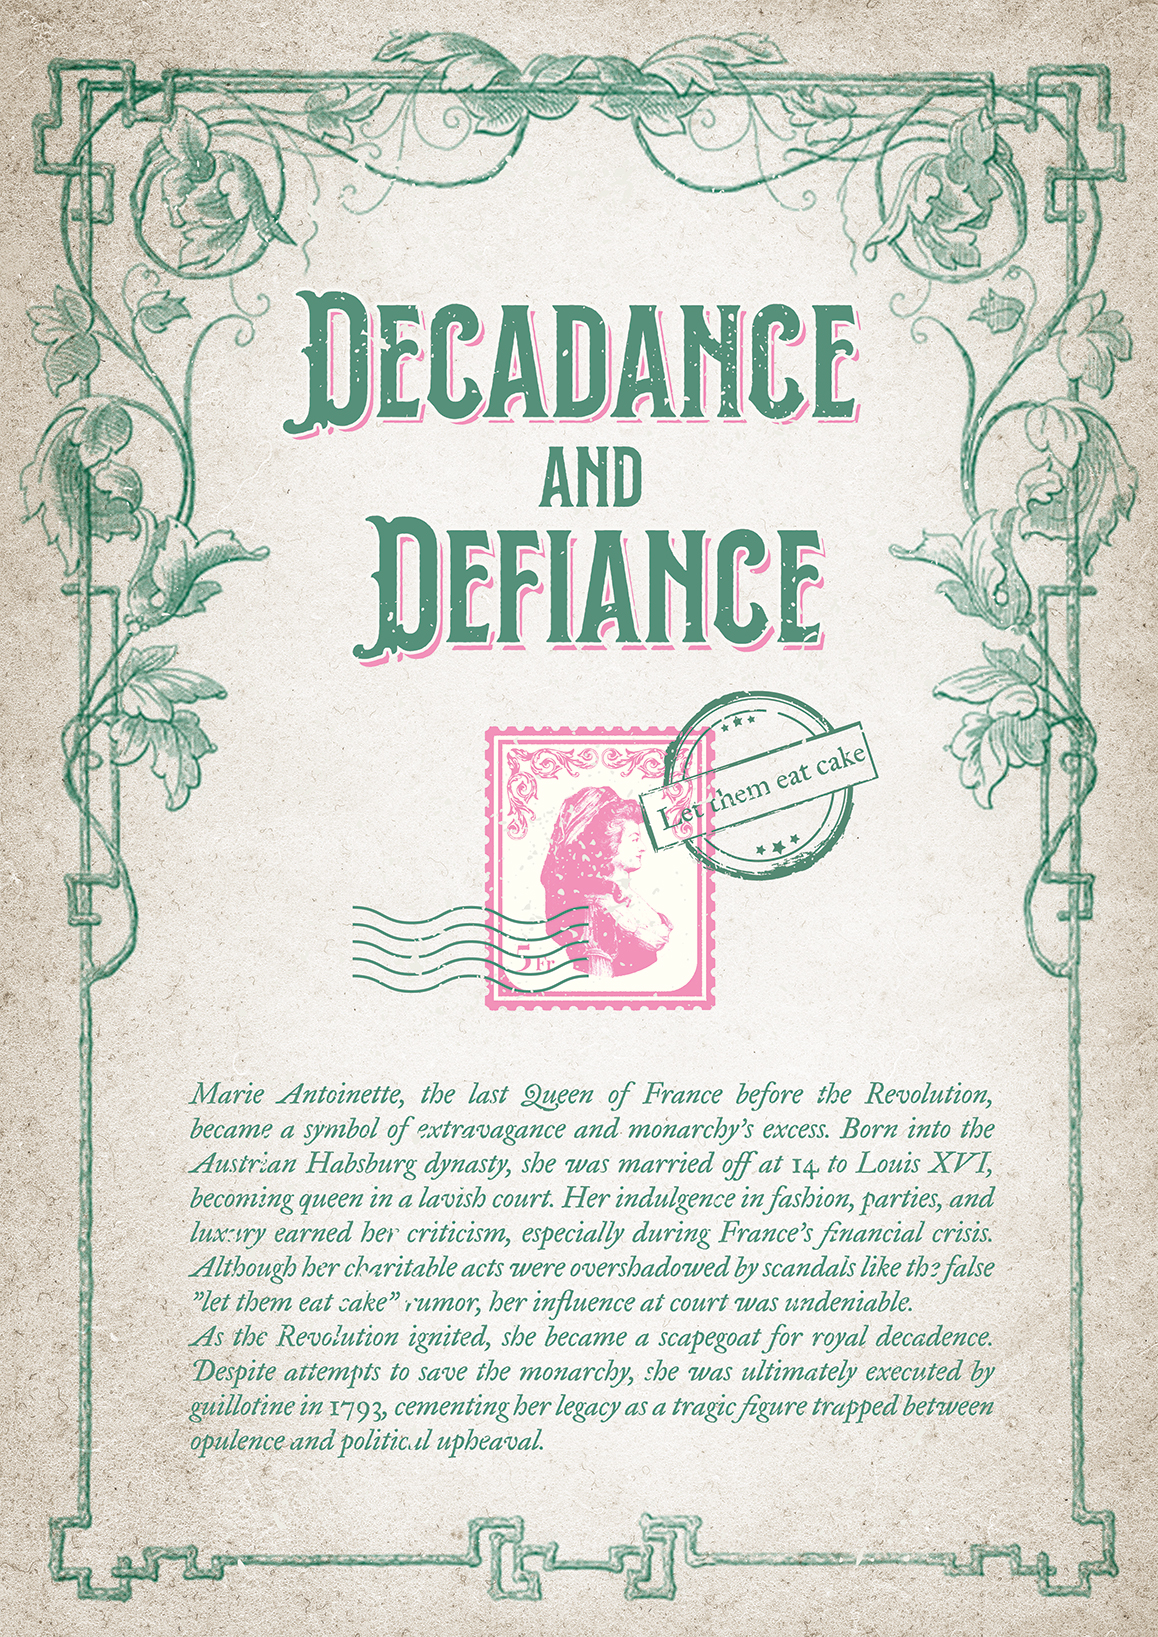 DECADANCE
AND
DEFIANCE
Let them eat cake
5 Fr
Marie Antoinette, the last Queen of France before the Revolution,
became a symbol of extravagance and monarchy's excess. Born into the
Austrian Habsburg dynasty, she was married off at 14 to Louis XVI,
becoming queen in a lavish court. Her indulgence in fashion, parties, and
luxury earned her criticism, especially during France's financial crisis.
Although her charitable acts were overshadowed by scandals like the false
”let them eat cake” rumor, her influence at court was undeniable.
As the Revolution ignited, she became a scapegoat for royal decadence.
Despite attempts to save the monarchy, she was ultimately executed by
guillotine in 1793, cementing her legacy as a tragic figure trapped between
opulence and political upheaval.